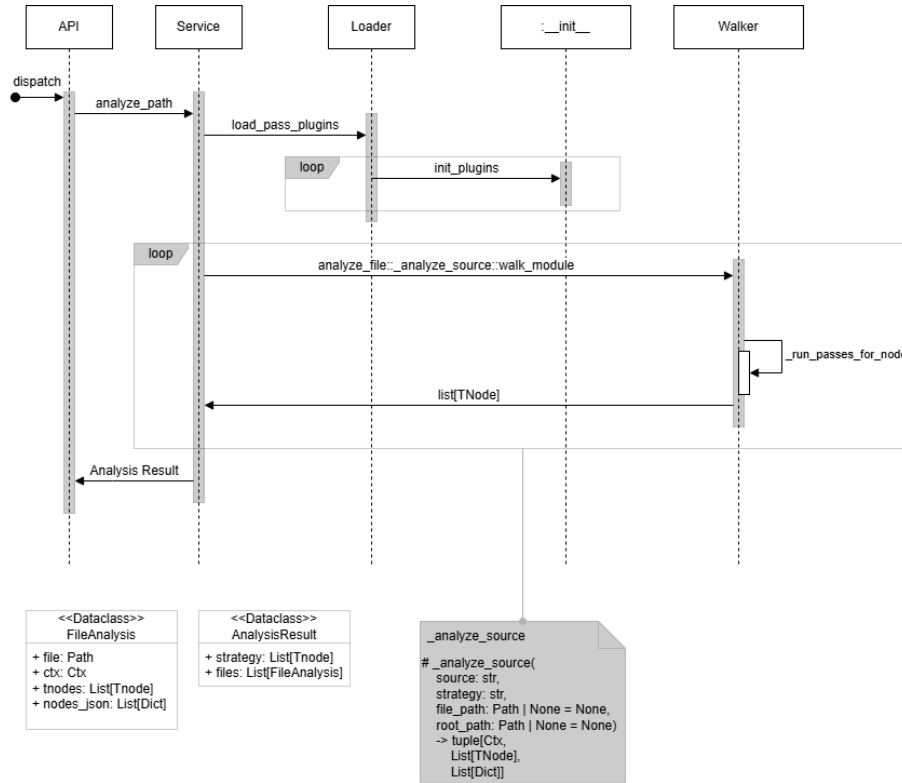 API
Service
Loader
:__init__
Walker
dispatch
analyze_path
load_pass_plugins
loop
init_plugins
loop
analyze_file::_analyze_source::walk_module
_run_passes_for_node
list[TNode]
Analysis Result
<<Dataclass>>
FileAnalysis
+ file: Path
+ ctx: Ctx
+ tnodes: List[Tnode]
+ nodes_json: List[Dict]
<<Dataclass>>
AnalysisResult
+ strategy: List[Tnode]
+ files: List[FileAnalysis]
_analyze_source
# _analyze_source(
source: str,
strategy: str,
file_path: Path | None = None,
root_path: Path | None = None)
-> tuple[Ctx,
List[TNode],
List[Dict]]